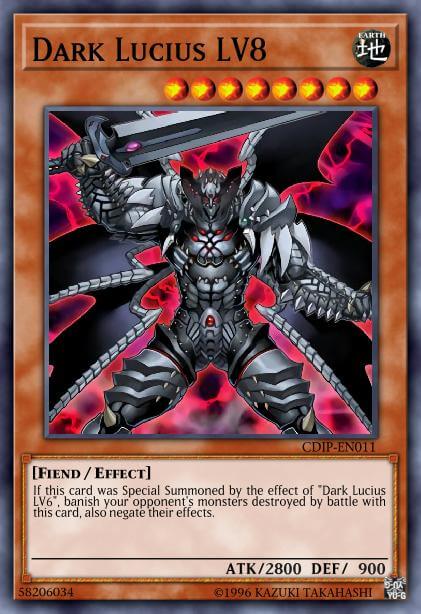 DARK LUCIUS LV8
EARTH
地
CDIP-EN011
[FIEND / EFFECT]
If this card was Special Summoned by the effect of "Dark Lucius
LV6", banish your opponent's monsters destroyed by battle with
this card, also negate their effects.
ATK/2800 DEF/ 900
58206034
©1996 KAZUKI TAKAHASHI